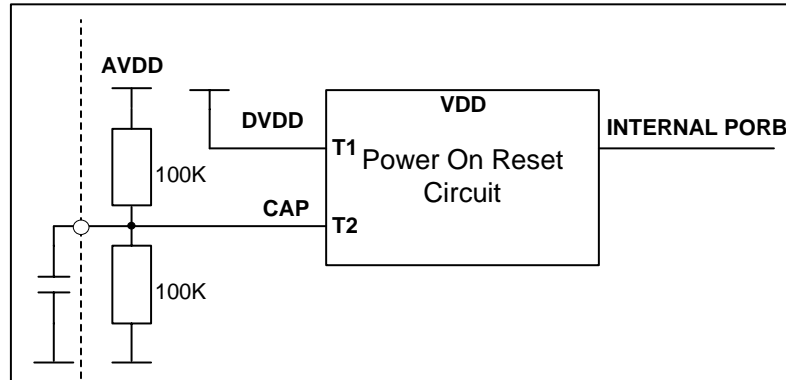 AVDD
DVDD
VDD
INTERNAL PORB
T1
Power On Reset
Circuit
100K
CAP
T2
100K